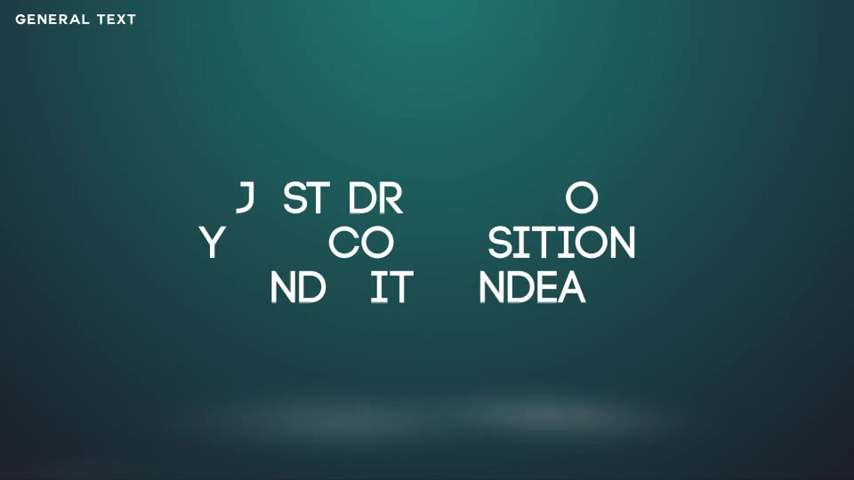 GENERAL TEXT
J ST DR O
Y CO SITION
ND IT NDEA